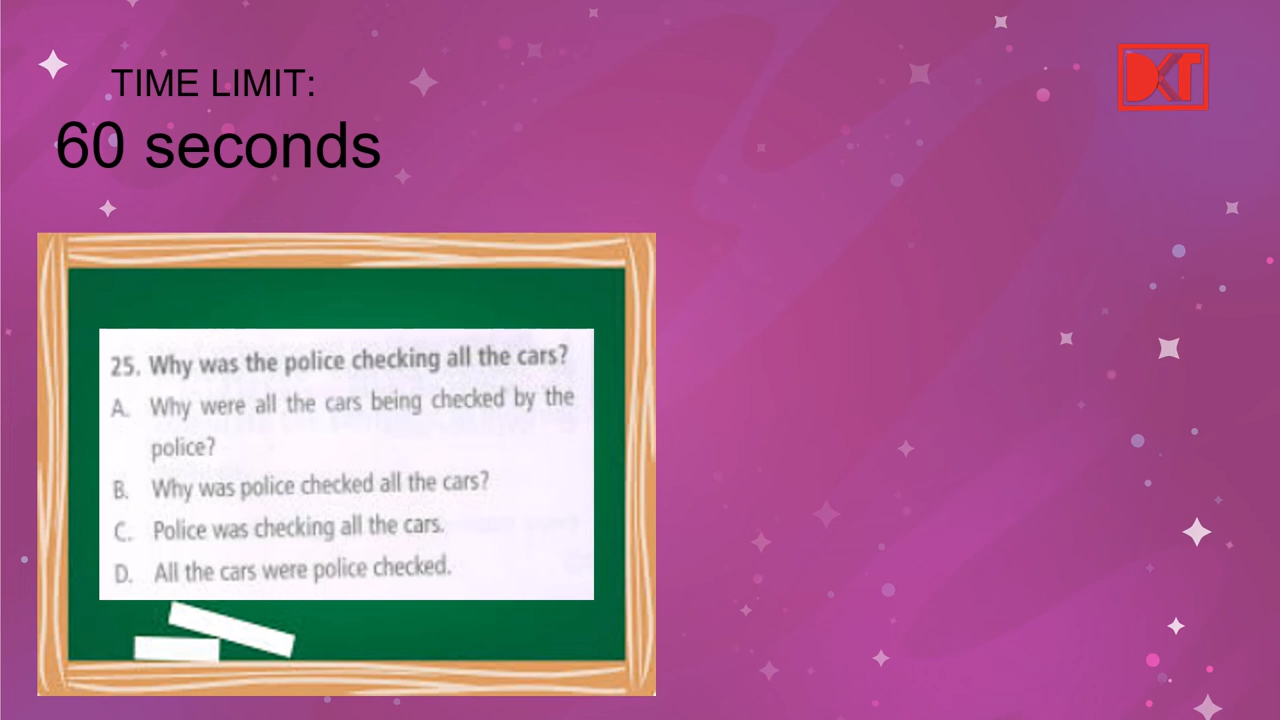 TIME LIMIT:
60 seconds
DKT
25. Why was the police checking all the cars?
A. Why were all the cars being checked by the
police?
B. Why was police checked all the cars?
C. Police was checking all the cars.
D. All the cars were police checked.